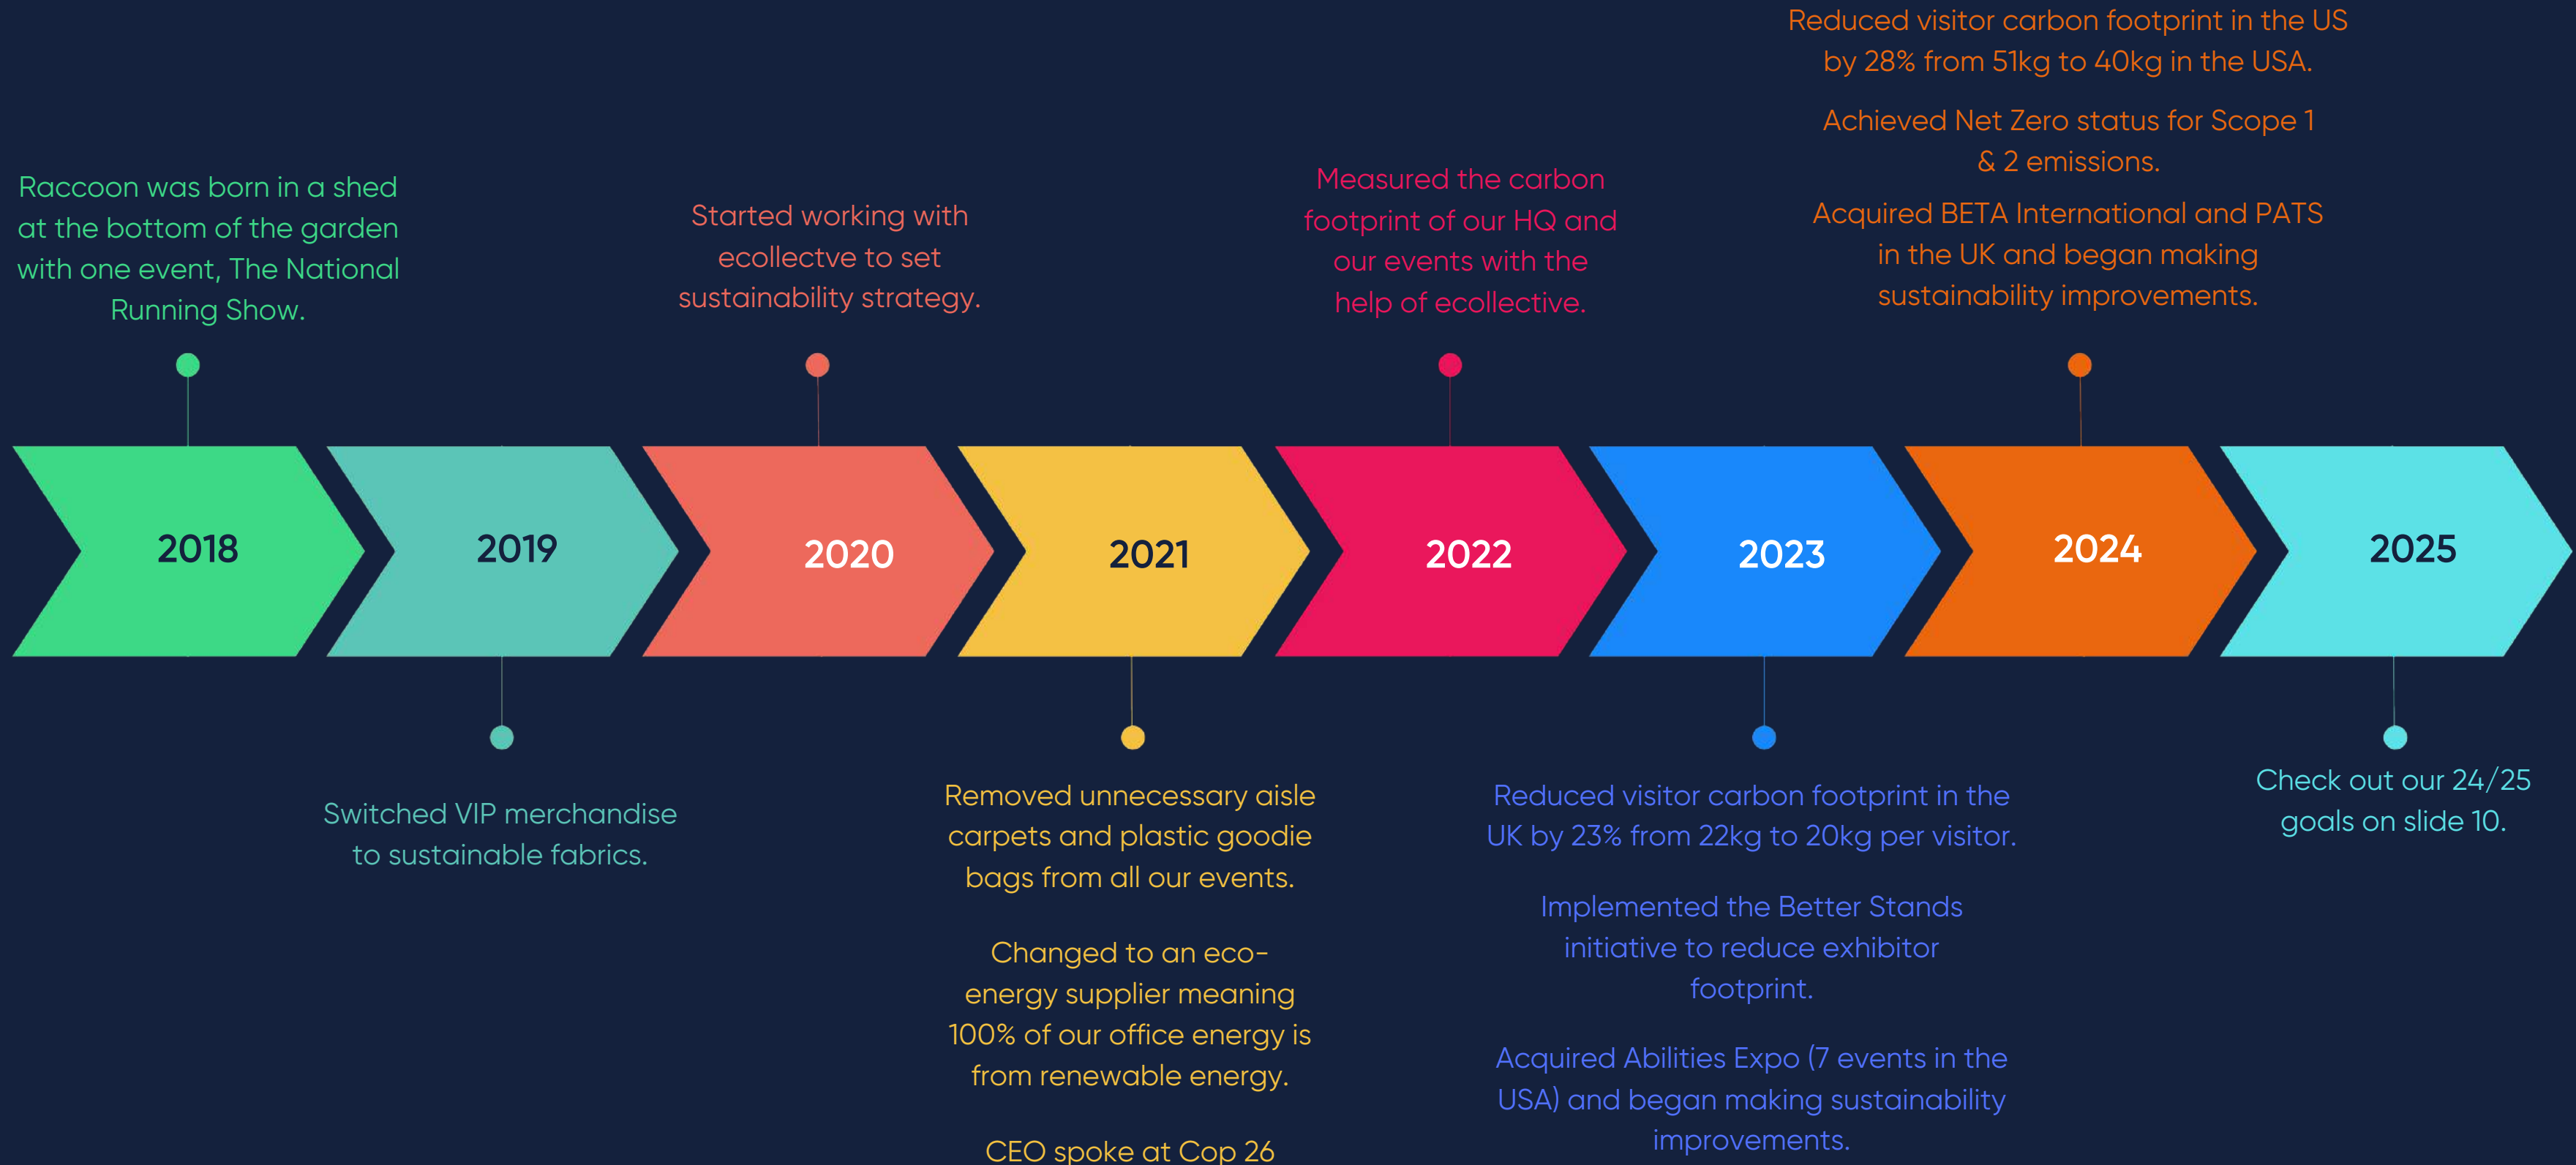 Raccoon was born in a shed
at the bottom of the garden
with one event, The National
Running Show.
2018
2019
Switched VIP merchandise
to sustainable fabrics.
Started working with
ecollectve to set
sustainability strategy.
2020
2021
Removed unnecessary aisle
carpets and plastic goodie
bags from all our events.
Changed to an eco-
energy supplier meaning
100% of our office energy is
from renewable energy.
CEO spoke at Cop 26
Measured the carbon
footprint of our HQ and
our events with the
help of ecollective.
2022
2023
Reduced visitor carbon footprint in the
UK by 23% from 22kg to 20kg per visitor.
Implemented the Better Stands
initiative to reduce exhibitor
footprint.
Acquired Abilities Expo (7 events in the
USA) and began making sustainability
improvements.
Reduced visitor carbon footprint in the US
by 28% from 51kg to 40kg in the USA.
Achieved Net Zero status for Scope 1
& 2 emissions.
Acquired BETA International and PATS
in the UK and began making
sustainability improvements.
2024
2025
Check out our 24/25
goals on slide 10.